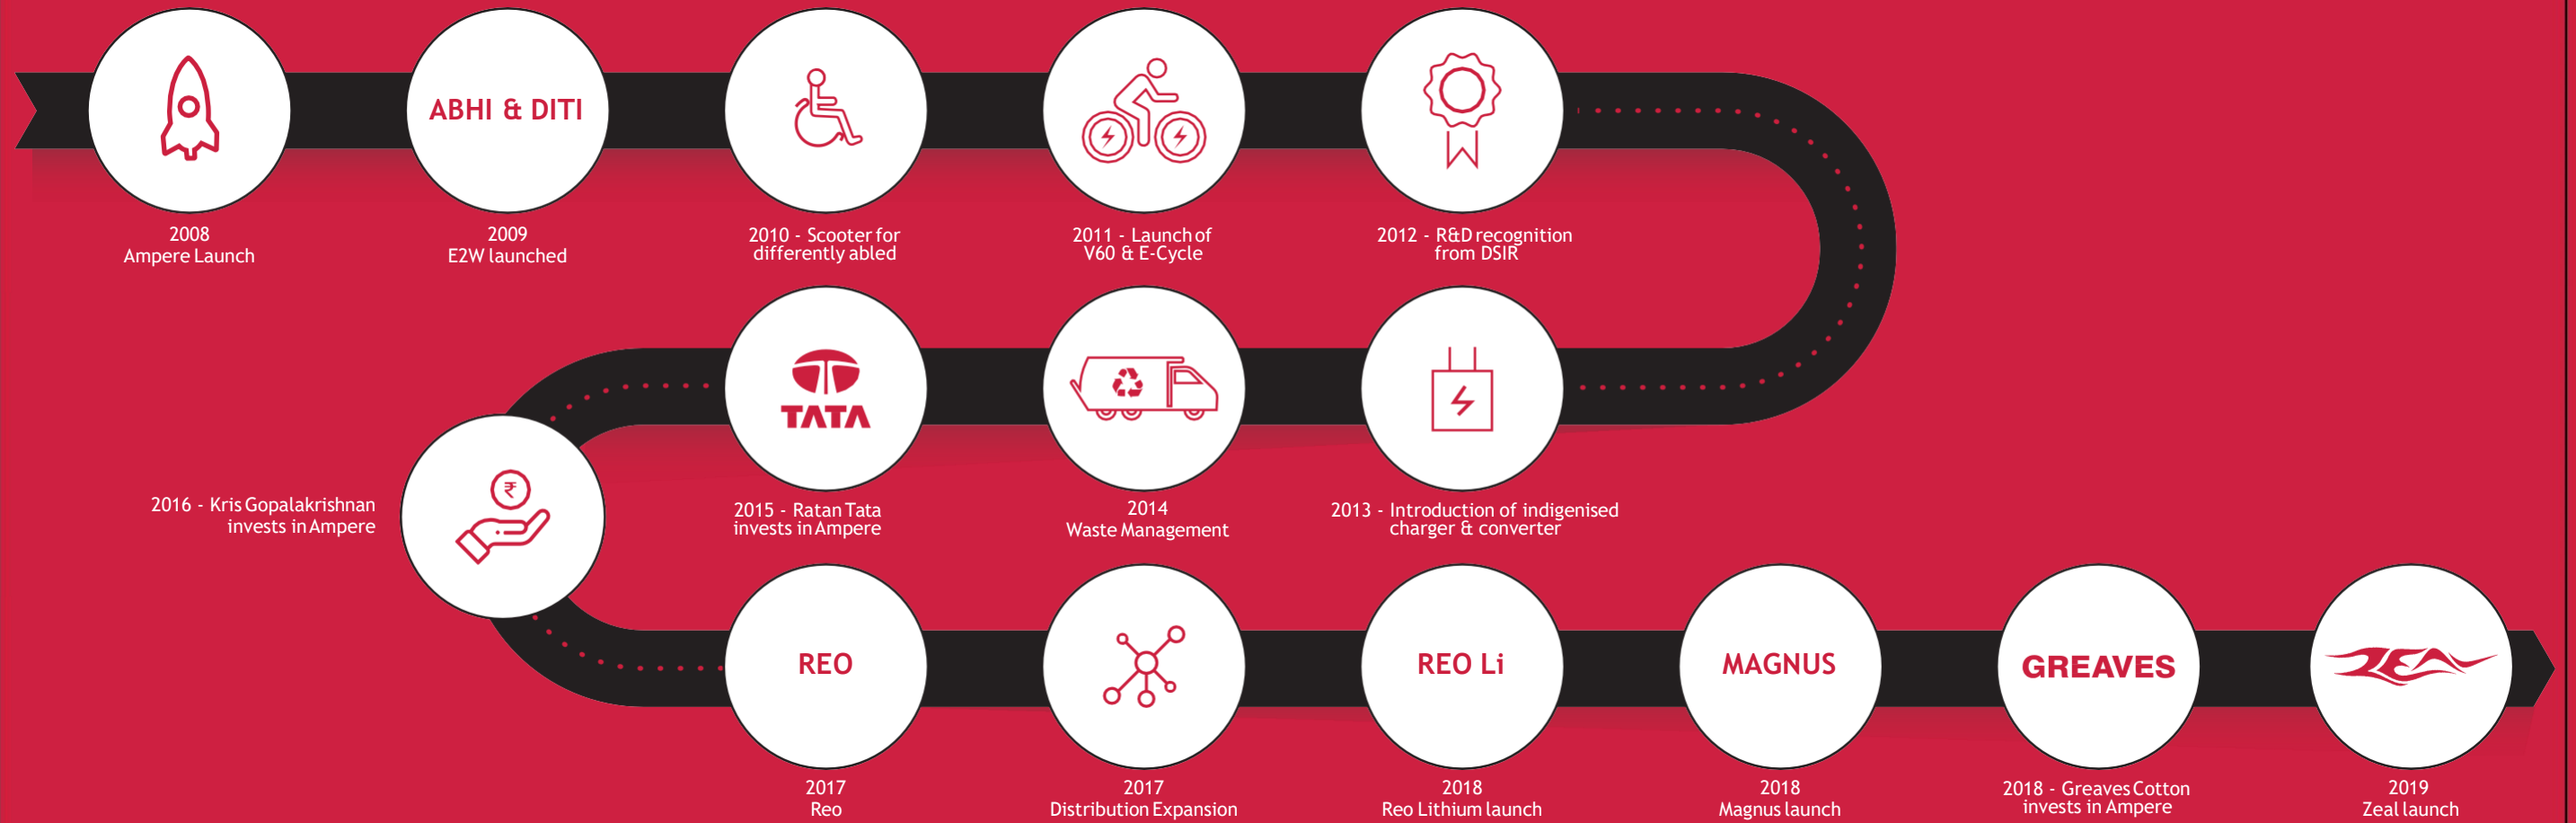 ABHI & DITI
2008
Ampere Launch
2009
E2W launched
2010 - Scooter for
differently abled
2011 - Launch of
V60 & E-Cycle
2012 - R&D recognition
from DSIR
TATA
₹
2016 - Kris Gopalakrishnan
invests in Ampere
2015 - Ratan Tata
invests in Ampere
2014
Waste Management
2013 - Introduction of indigenised
charger & converter
REO
REO Li
MAGNUS
GREAVES
ZEAL
2017
Reo
2017
Distribution Expansion
2018
Reo Lithium launch
2018
Magnus launch
2018 - Greaves Cotton
invests in Ampere
2019
Zeal launch